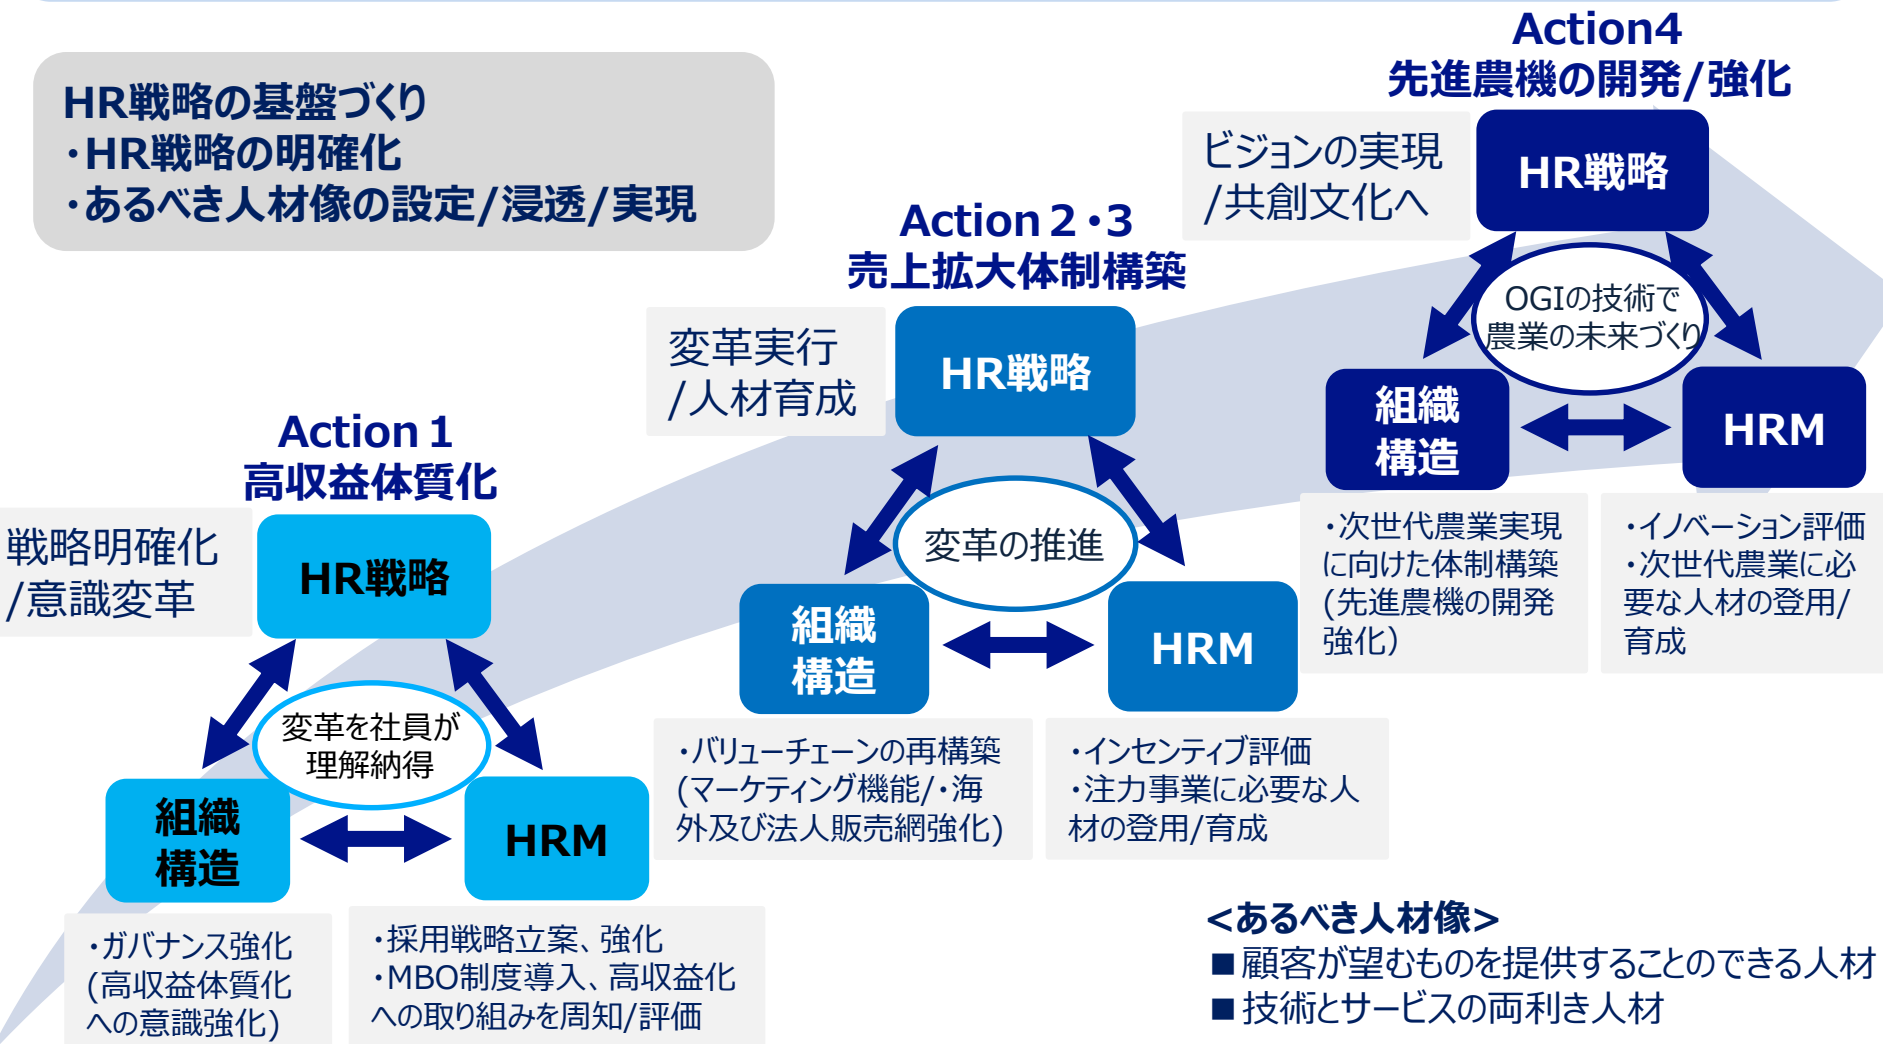 HR戦略の基盤づくり
・HR戦略の明確化
・あるべき人材像の設定/浸透/実現
Action１
高収益体質化
戦略明確化
/意識変革
HR戦略
変革を社員が
理解納得
組織
構造
HRM
・ガバナンス強化
(高収益体質化
への意識強化)
・採用戦略立案、強化
・MBO制度導入、高収益化
への取り組みを周知/評価
Action２・3
売上拡大体制構築
変革実行
/人材育成
HR戦略
変革の推進
組織
構造
HRM
・バリューチェーンの再構築
(マーケティング機能/・海
外及び法人販売網強化)
・インセンティブ評価
・注力事業に必要な人
材の登用/育成
Action4
先進農機の開発/強化
ビジョンの実現
/共創文化へ
HR戦略
OGIの技術で
農業の未来づくり
組織
構造
HRM
・次世代農業実現
に向けた体制構築
(先進農機の開発
強化)
・イノベーション評価
・次世代農業に必
要な人材の登用/
育成
<あるべき人材像>
■顧客が望むものを提供することのできる人材
■技術とサービスの両利き人材